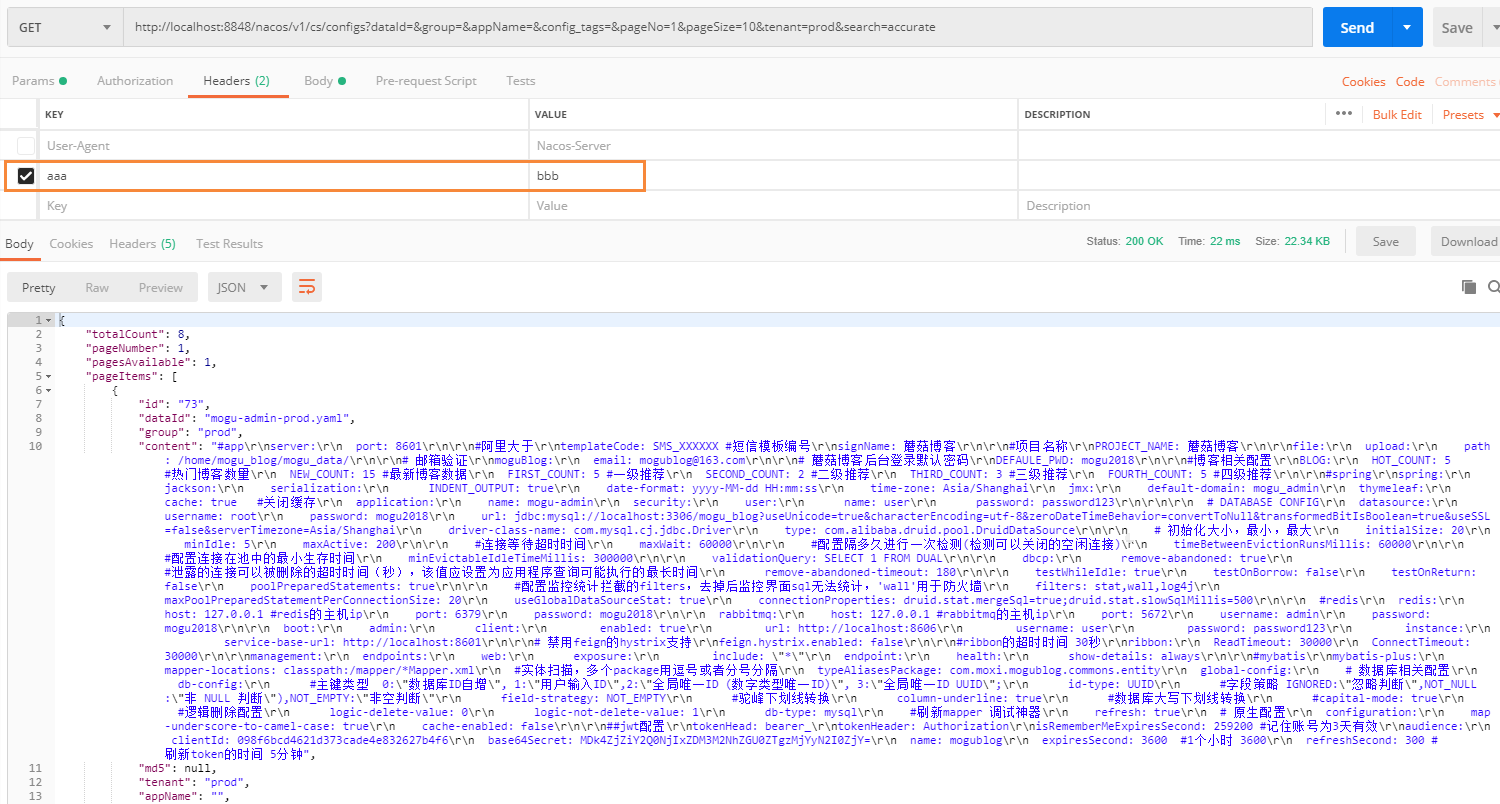 GET http://localhost:8848/nacos/v1/cs/configs?dataId=&group=&appName=&config_tags=&pageNo=1&pageSize=10&tenant=prod&search=accurate Send Save
Params Authorization Headers (2) Body Pre-request Script Tests Cookies Code Comments
KEY VALUE DESCRIPTION ••• Bulk Edit Presets
User-Agent Nacos-Server
aaa bbb
Key Value Description
Body Cookies Headers (5) Test Results Status: 200 OK Time: 22 ms Size: 22.34 KB Save Download
Pretty Raw Preview JSON
1 {
2 "totalCount": 8,
3 "pageNumber": 1,
4 "pagesAvailable": 1,
5 "pageItems": [
6 {
7 "id": "73",
8 "dataId": "mogu-admin-prod.yaml",
9 "group": "prod",
10 "content": "#app\r\nserver:\r\n  port: 8601\r\n\r\n#阿里大于\r\ntemplateCode: SMS_XXXXXX #短信模板编号\r\nsignName: 蘑菇博客\r\n\r\n#项目名称\r\nPROJECT_NAME: 蘑菇博客\r\n\r\nfile:\r\n  upload:\r\n    path
: /home/mogu_blog/mogu_data/\r\n\r\n# 邮箱验证\r\nmoguBlog:\r\n  email: mogublog@163.com\r\n\r\n# 蘑菇博客后台登录默认密码\r\nDEFAULE_PWD: mogu2018\r\n\r\n#博客相关配置\r\nBLOG:\r\n  HOT_COUNT: 5
#热门博客数量\r\n  NEW_COUNT: 15 #最新博客数据\r\n  FIRST_COUNT: 5 #一级推荐\r\n  SECOND_COUNT: 2 #二级推荐\r\n  THIRD_COUNT: 3 #三级推荐\r\n  FOURTH_COUNT: 5 #四级推荐\r\n\r\n#spring\r\nspring:\r\n
jackson:\r\n    serialization:\r\n      INDENT_OUTPUT: true\r\n    date-format: yyyy-MM-dd HH:mm:ss\r\n    time-zone: Asia/Shanghai\r\n  jmx:\r\n    default-domain: mogu_admin\r\n  thymeleaf:\r\n
cache: true   #关闭缓存\r\n  application:\r\n    name: mogu-admin\r\n  security:\r\n    user:\r\n      name: user\r\n      password: password123\r\n\r\n  # DATABASE CONFIG\r\n  datasource:\r\n
username: root\r\n    password: mogu2018\r\n    url: jdbc:mysql://localhost:3306/mogu_blog?useUnicode=true&characterEncoding=utf-8&zeroDateTimeBehavior=convertToNull&transformedBitIsBoolean=true&useSSL
=false&serverTimezone=Asia/Shanghai\r\n    driver-class-name: com.mysql.cj.jdbc.Driver\r\n    type: com.alibaba.druid.pool.DruidDataSource\r\n\r\n    # 初始化大小，最小，最大\r\n    initialSize: 20\r\n
minIdle: 5\r\n    maxActive: 200\r\n\r\n    #连接等待超时时间\r\n    maxWait: 60000\r\n\r\n    #配置隔多久进行一次检测(检测可以关闭的空闲连接)\r\n    timeBetweenEvictionRunsMillis: 60000\r\n\r\n
#配置连接在池中的最小生存时间\r\n    minEvictableIdleTimeMillis: 300000\r\n\r\n    validationQuery: SELECT 1 FROM DUAL\r\n\r\n    dbcp:\r\n      remove-abandoned: true\r\n
#泄露的连接可以被删除的超时时间（秒），该值应设置为应用程序查询可能执行的最长时间\r\n      remove-abandoned-timeout: 180\r\n\r\n    testWhileIdle: true\r\n    testOnBorrow: false\r\n    testOnReturn:
false\r\n    poolPreparedStatements: true\r\n\r\n    #配置监控统计拦截的filters，去掉后监控界面sql无法统计，'wall'用于防火墙\r\n    filters: stat,wall,log4j\r\n
maxPoolPreparedStatementPerConnectionSize: 20\r\n    useGlobalDataSourceStat: true\r\n    connectionProperties: druid.stat.mergeSql=true;druid.stat.slowSqlMillis=500\r\n\r\n  #redis\r\n  redis:\r\n
host: 127.0.0.1 #redis的主机ip\r\n    port: 6379\r\n    password: mogu2018\r\n\r\n  rabbitmq:\r\n    host: 127.0.0.1 #rabbitmq的主机ip\r\n    port: 5672\r\n    username: admin\r\n    password:
mogu2018\r\n\r\n  boot:\r\n    admin:\r\n      client:\r\n        enabled: true\r\n        url: http://localhost:8606\r\n        username: user\r\n        password: password123\r\n        instance:\r\n
service-base-url: http://localhost:8601\r\n\r\n# 禁用feign的hystrix支持\r\nfeign.hystrix.enabled: false\r\n\r\n#ribbon的超时时间 30秒\r\nribbon:\r\n  ReadTimeout: 30000\r\n  ConnectTimeout:
30000\r\n\r\nmanagement:\r\n  endpoints:\r\n    web:\r\n      exposure:\r\n        include: \"*\"\r\n  endpoint:\r\n    health:\r\n      show-details: always\r\n\r\n#mybatis\r\nmybatis-plus:\r\n
mapper-locations: classpath:/mapper/*Mapper.xml\r\n  #实体扫描，多个package用逗号或者分号分隔\r\n  typeAliasesPackage: com.moxi.mogublog.commons.entity\r\n  global-config:\r\n    # 数据库相关配置\r\n
db-config:\r\n      #主键类型  0:\"数据库ID自增\", 1:\"用户输入ID\",2:\"全局唯一ID (数字类型唯一ID)\", 3:\"全局唯一ID UUID\";\r\n      id-type: UUID\r\n      #字段策略 IGNORED:\"忽略判断\",NOT_NULL
:\"非 NULL 判断\"),NOT_EMPTY:\"非空判断\"\r\n      field-strategy: NOT_EMPTY\r\n      #驼峰下划线转换\r\n      column-underline: true\r\n      #数据库大写下划线转换\r\n      #capital-mode: true\r\n
#逻辑删除配置\r\n      logic-delete-value: 0\r\n      logic-not-delete-value: 1\r\n      db-type: mysql\r\n    #刷新mapper 调试神器\r\n    refresh: true\r\n  # 原生配置\r\n  configuration:\r\n    map
-underscore-to-camel-case: true\r\n    cache-enabled: false\r\n\r\n##jwt配置\r\ntokenHead: bearer_\r\ntokenHeader: Authorization\r\nisRememberMeExpiresSecond: 259200 #记住账号为3天有效\r\naudience:\r\n
clientId: 098f6bcd4621d373cade4e832627b4f6\r\n  base64Secret: MDk4ZjZiY2Q0NjIxZDM3M2NhZGU0ZTgzMjYyN2I0ZjY=\r\n  name: mogublog\r\n  expiresSecond: 3600  #1个小时 3600\r\n  refreshSecond: 300 #
刷新token的时间 5分钟",
11 "md5": null,
12 "tenant": "prod",
13 "appName": "",